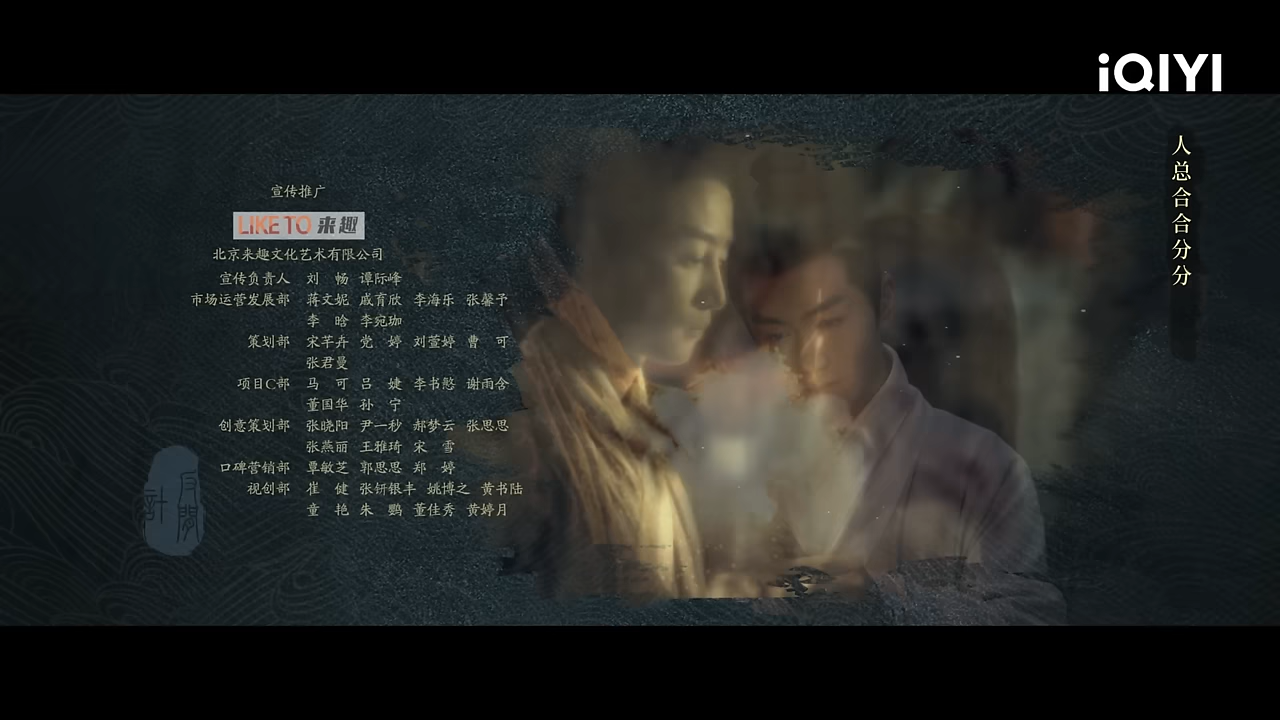 iQIYI
人总合合分分
宣传推广
LIKE TO 来趣
北京来趣文化艺术有限公司
宣传负责人 刘 畅 谭际峰
市场运营发展部 蒋文妮 戚育欣 李海乐 张馨予
李 晗 李宛珈
策划部 宋芊卉 党 婷 刘萱婷 曹 可
张君曼
项目C部 马 可 吕 婕 李书愍 谢雨含
董国华 孙 宁
创意策划部 张晓阳 尹一秒 郝梦云 张思思
张燕丽 王雅琦 宋 雪
口碑营销部 覃敏芝 郭思思 郑 婷
视创部 崔 健 张钘银丰 姚博之 黄书陆
童 艳 朱 鹏 董佳秀 黄婷月
反間計